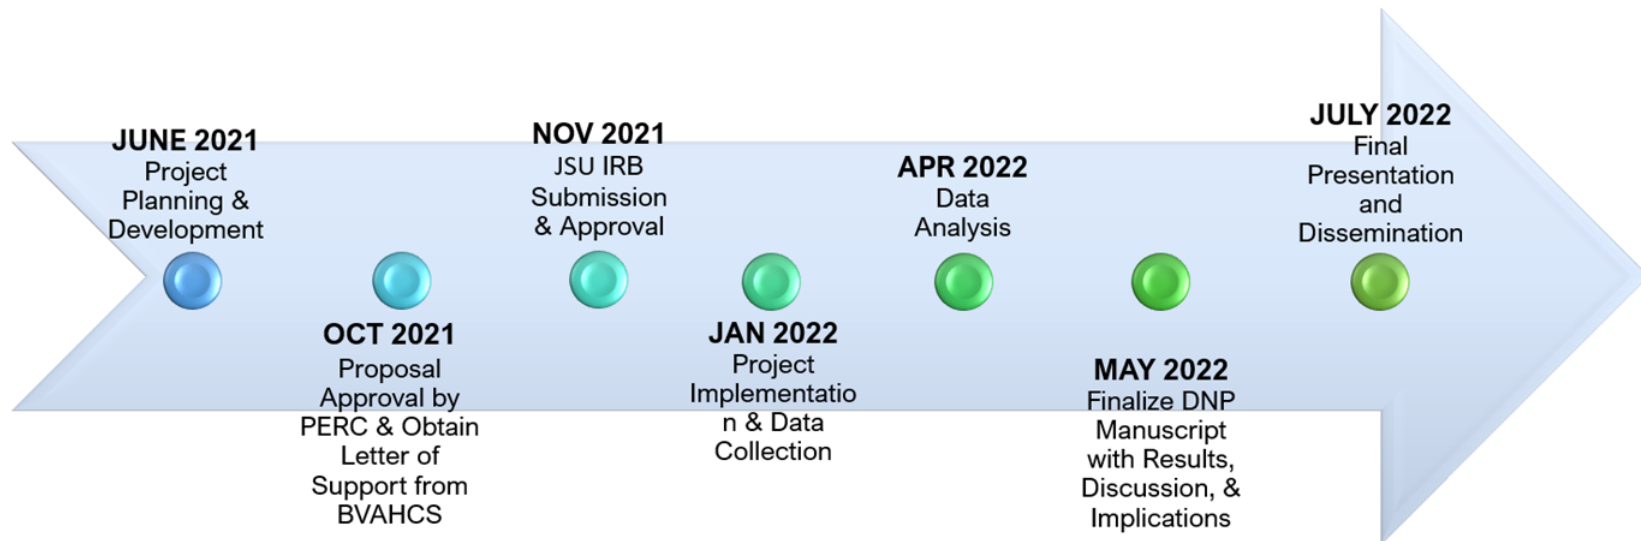 JUNE 2021
Project
Planning &
Development
OCT 2021
Proposal
Approval by
PERC & Obtain
Letter of
Support from
BVAHCS
NOV 2021
JSU IRB
Submission
& Approval
JAN 2022
Project
Implementatio
n & Data
Collection
APR 2022
Data
Analysis
MAY 2022
Finalize DNP
Manuscript
with Results,
Discussion, &
Implications
JULY 2022
Final
Presentation
and
Dissemination